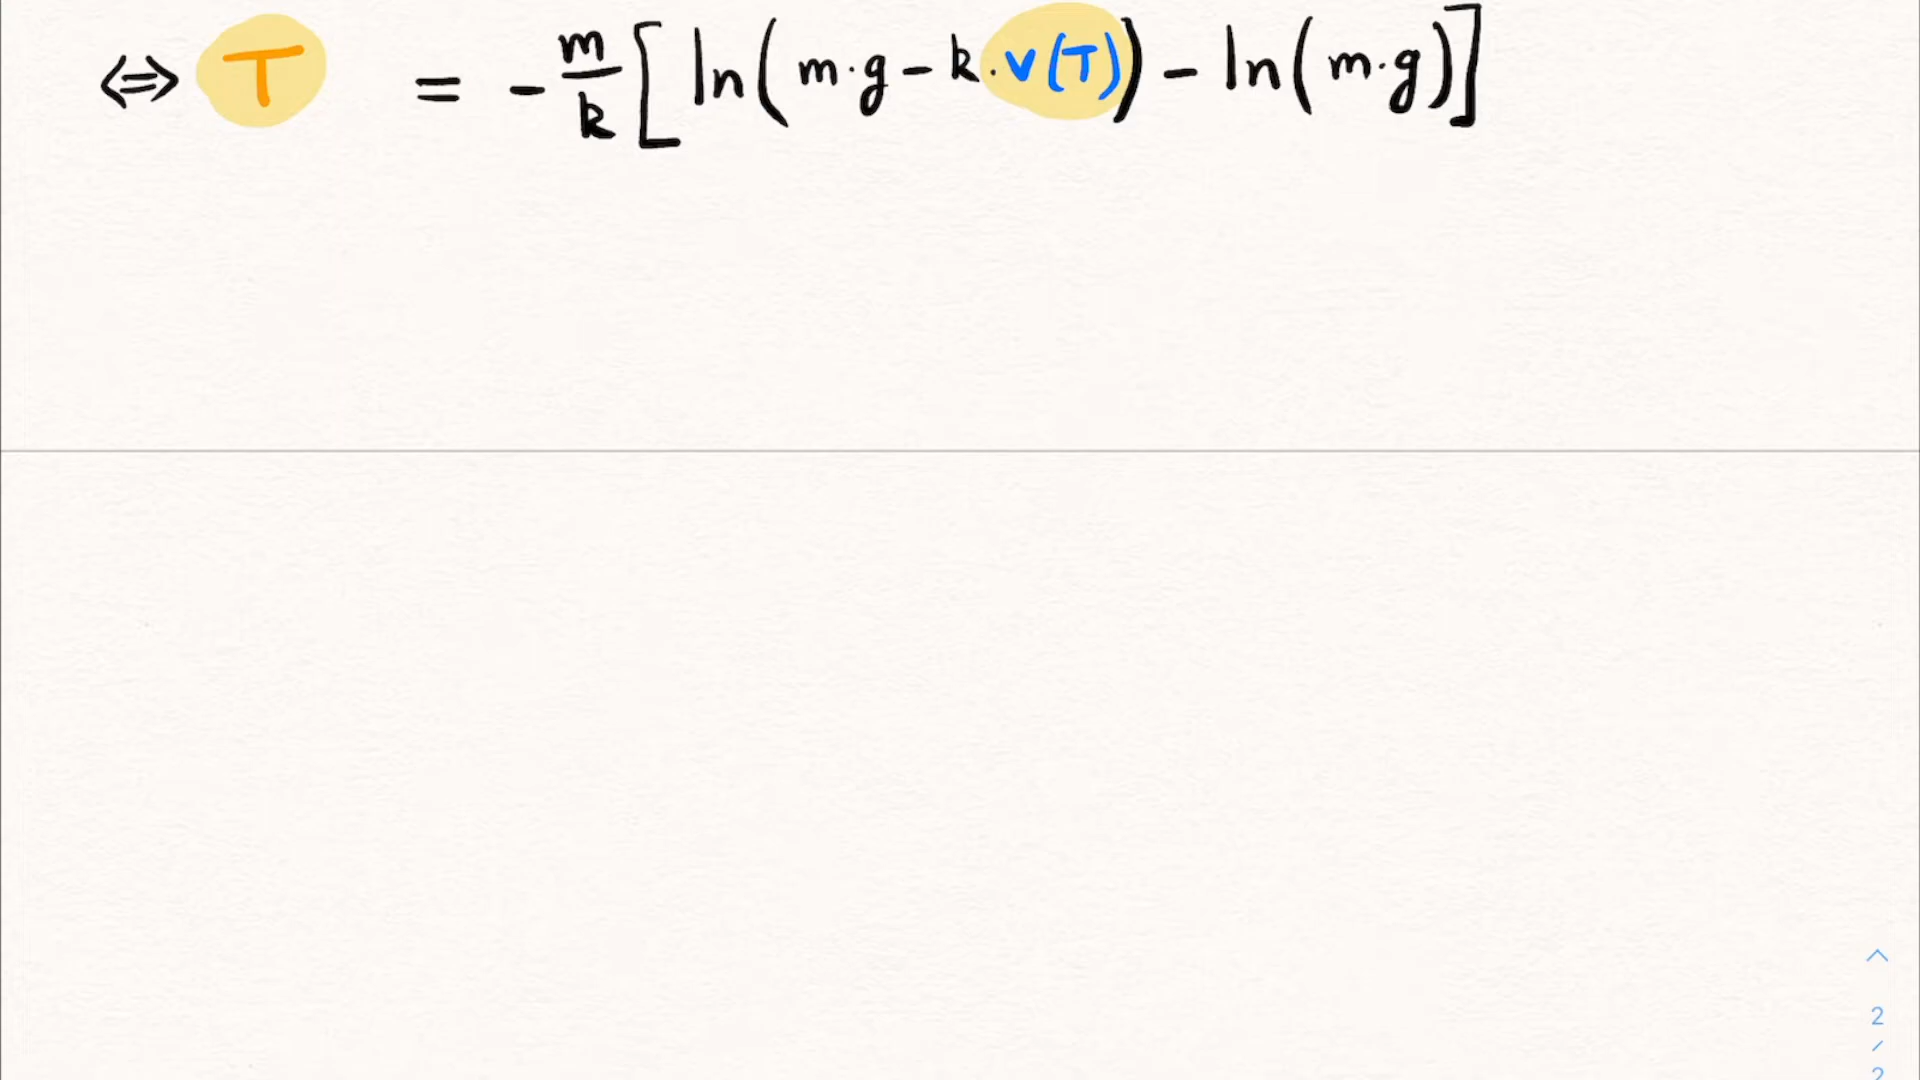 ⇔ T = - m/k [ ln( m·g - k·v(T) ) - ln( m·g ) ]
2
/
2